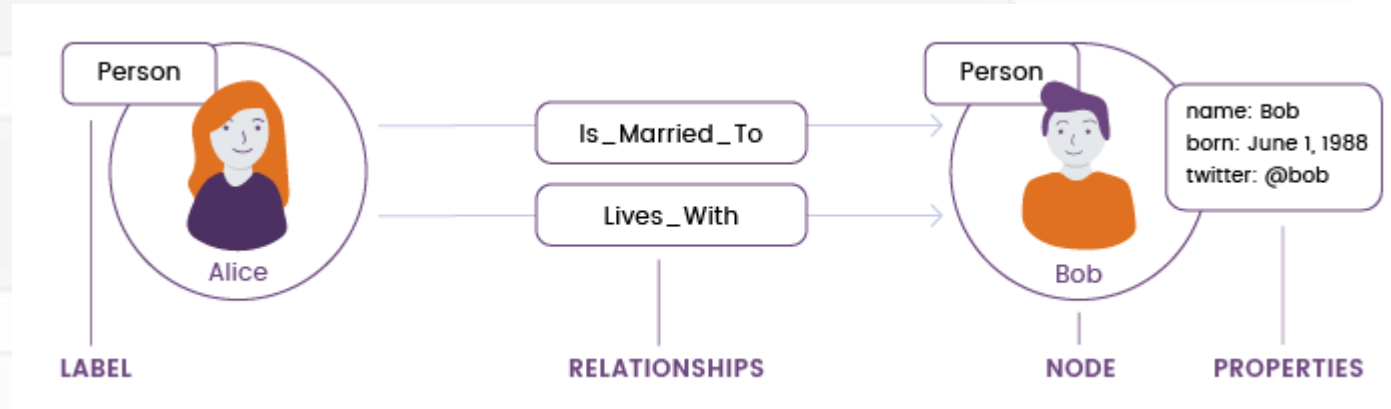 Person
Alice
Is_Married_To
Lives_With
Person
Bob
name: Bob
born: June 1, 1988
twitter: @bob
LABEL
RELATIONSHIPS
NODE
PROPERTIES